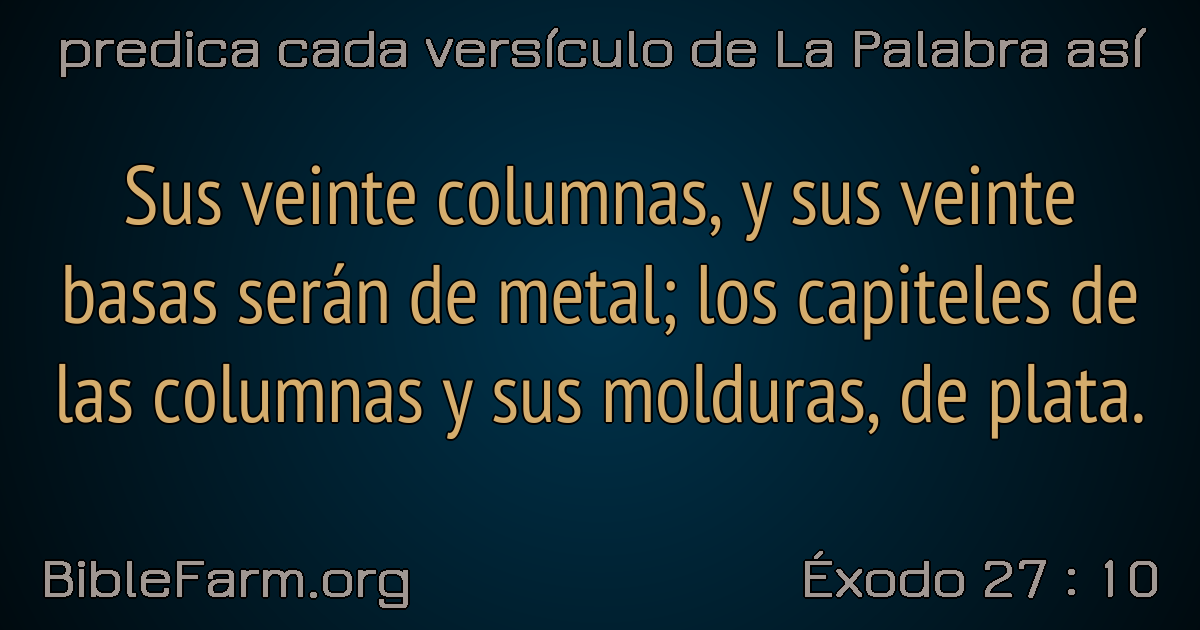 predica cada versículo de La Palabra así
Sus veinte columnas, y sus veinte
basas serán de metal; los capiteles de
las columnas y sus molduras, de plata.
BibleFarm.org
Éxodo 27 : 10